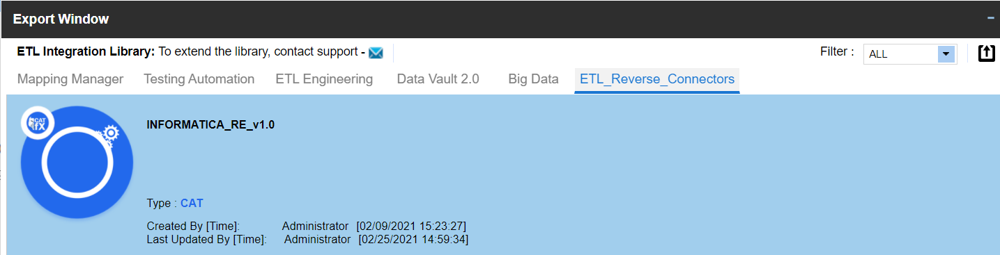 Export Window
ETL Integration Library: To extend the library, contact support -
Filter : ALL
Mapping Manager Testing Automation ETL Engineering Data Vault 2.0 Big Data ETL_Reverse_Connectors
CAT
fX
INFORMATICA_RE_v1.0
Type : CAT
Created By [Time]: Administrator [02/09/2021 15:23:27]
Last Updated By [Time]: Administrator [02/25/2021 14:59:34]